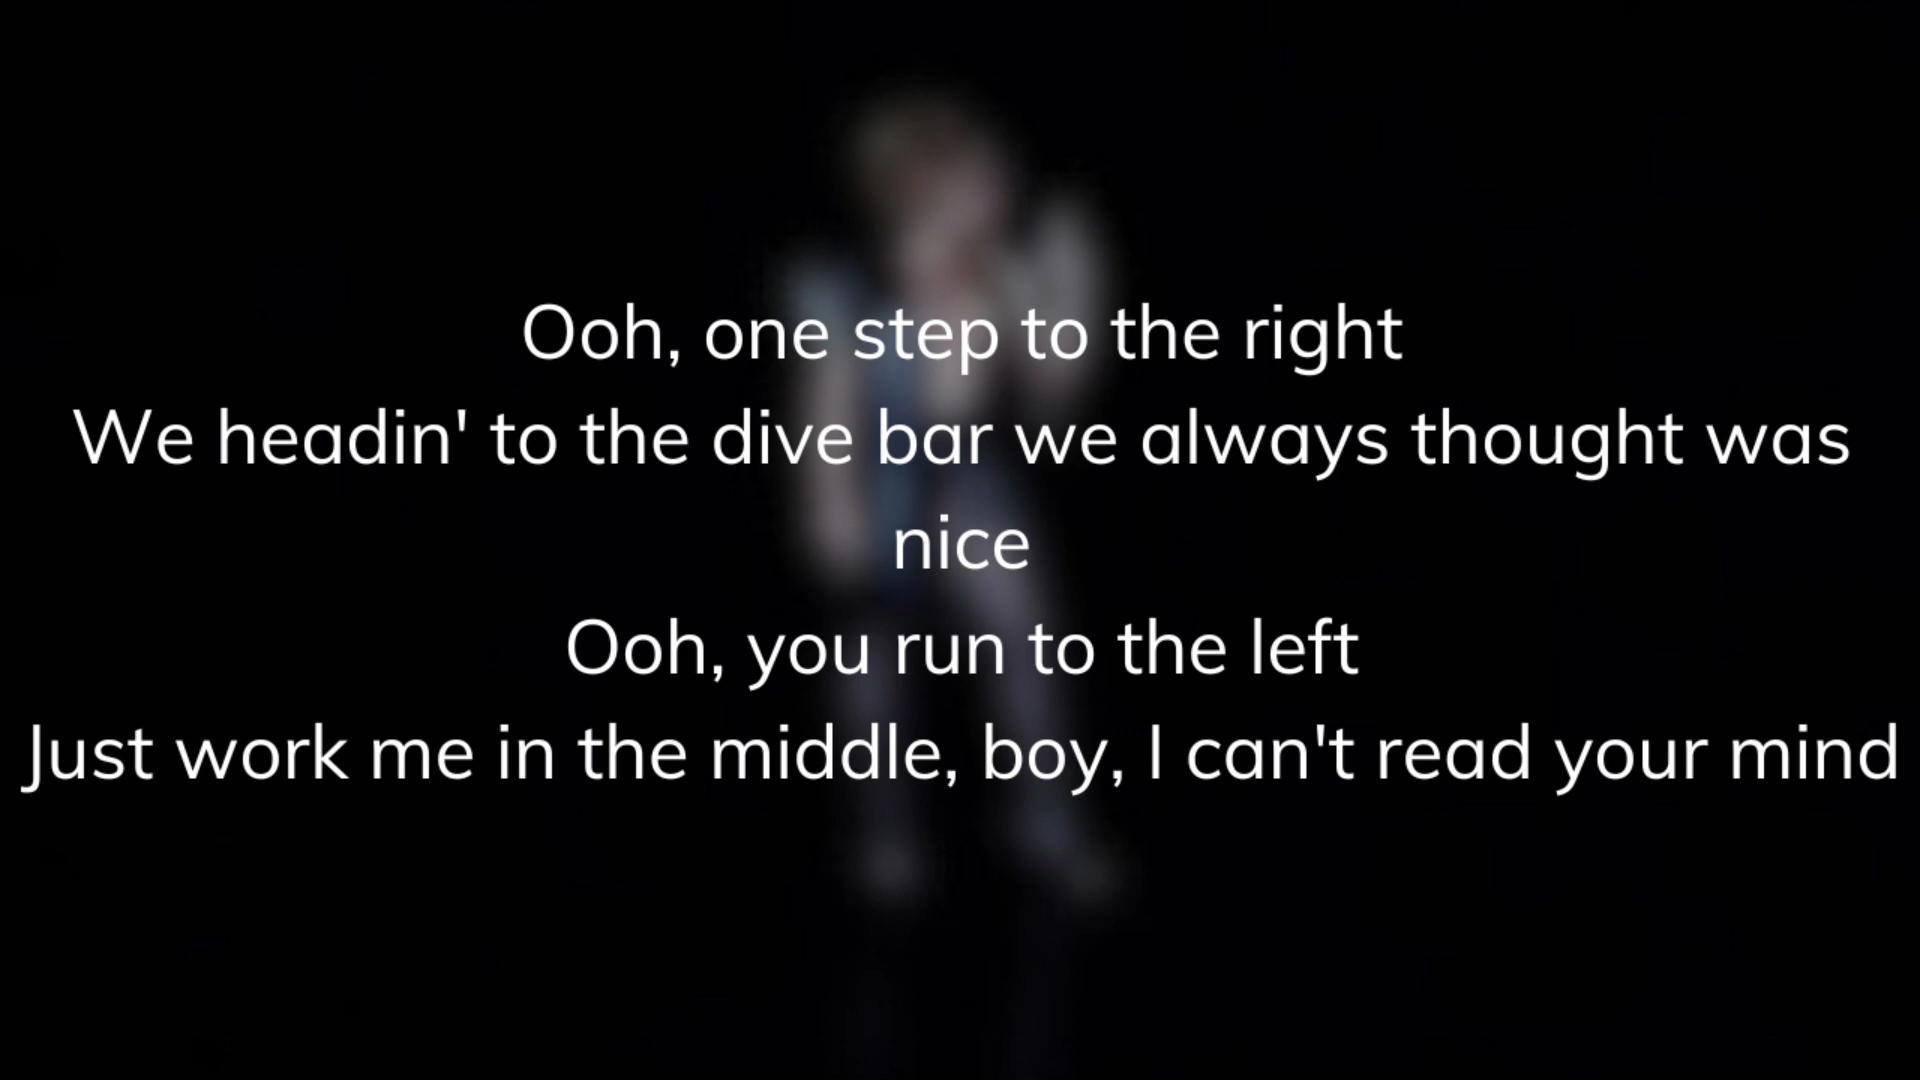 Ooh, one step to the right
We headin' to the dive bar we always thought was
nice
Ooh, you run to the left
Just work me in the middle, boy, I can't read your mind